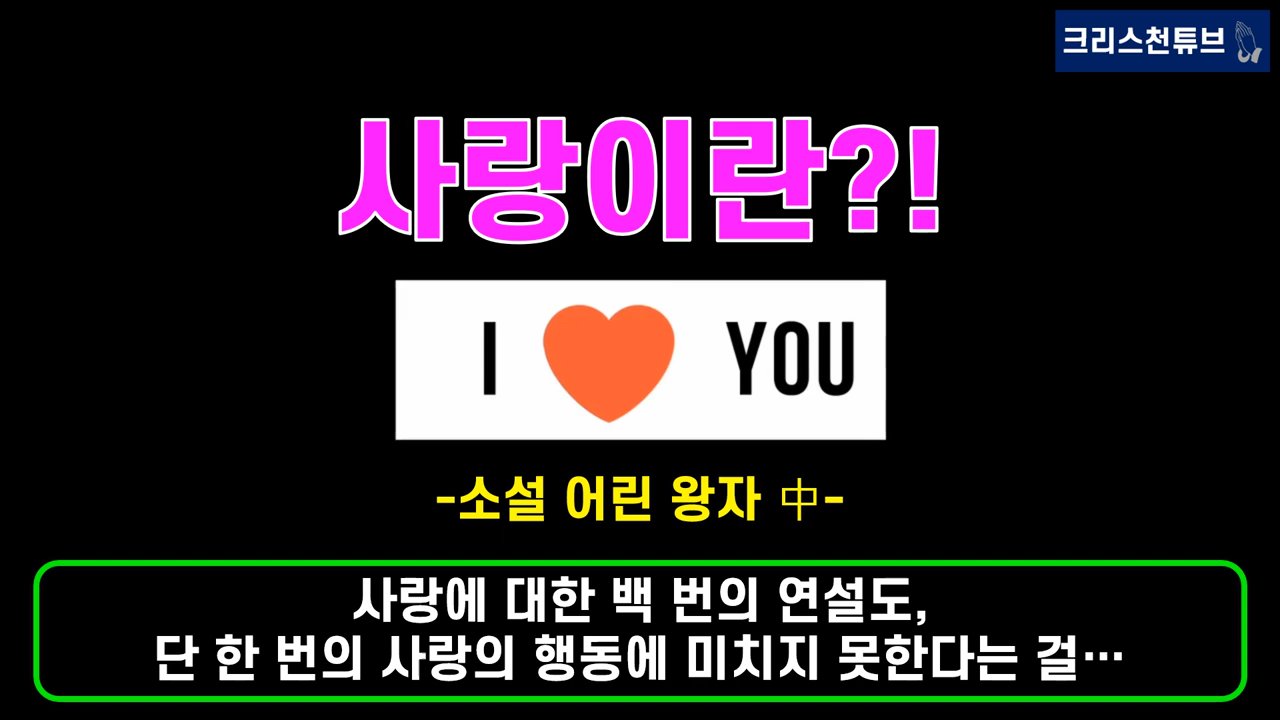 크리스천튜브
사랑이란?!
I YOU
-소설 어린 왕자 中-
사랑에 대한 백 번의 연설도,
단 한 번의 사랑의 행동에 미치지 못한다는 걸…